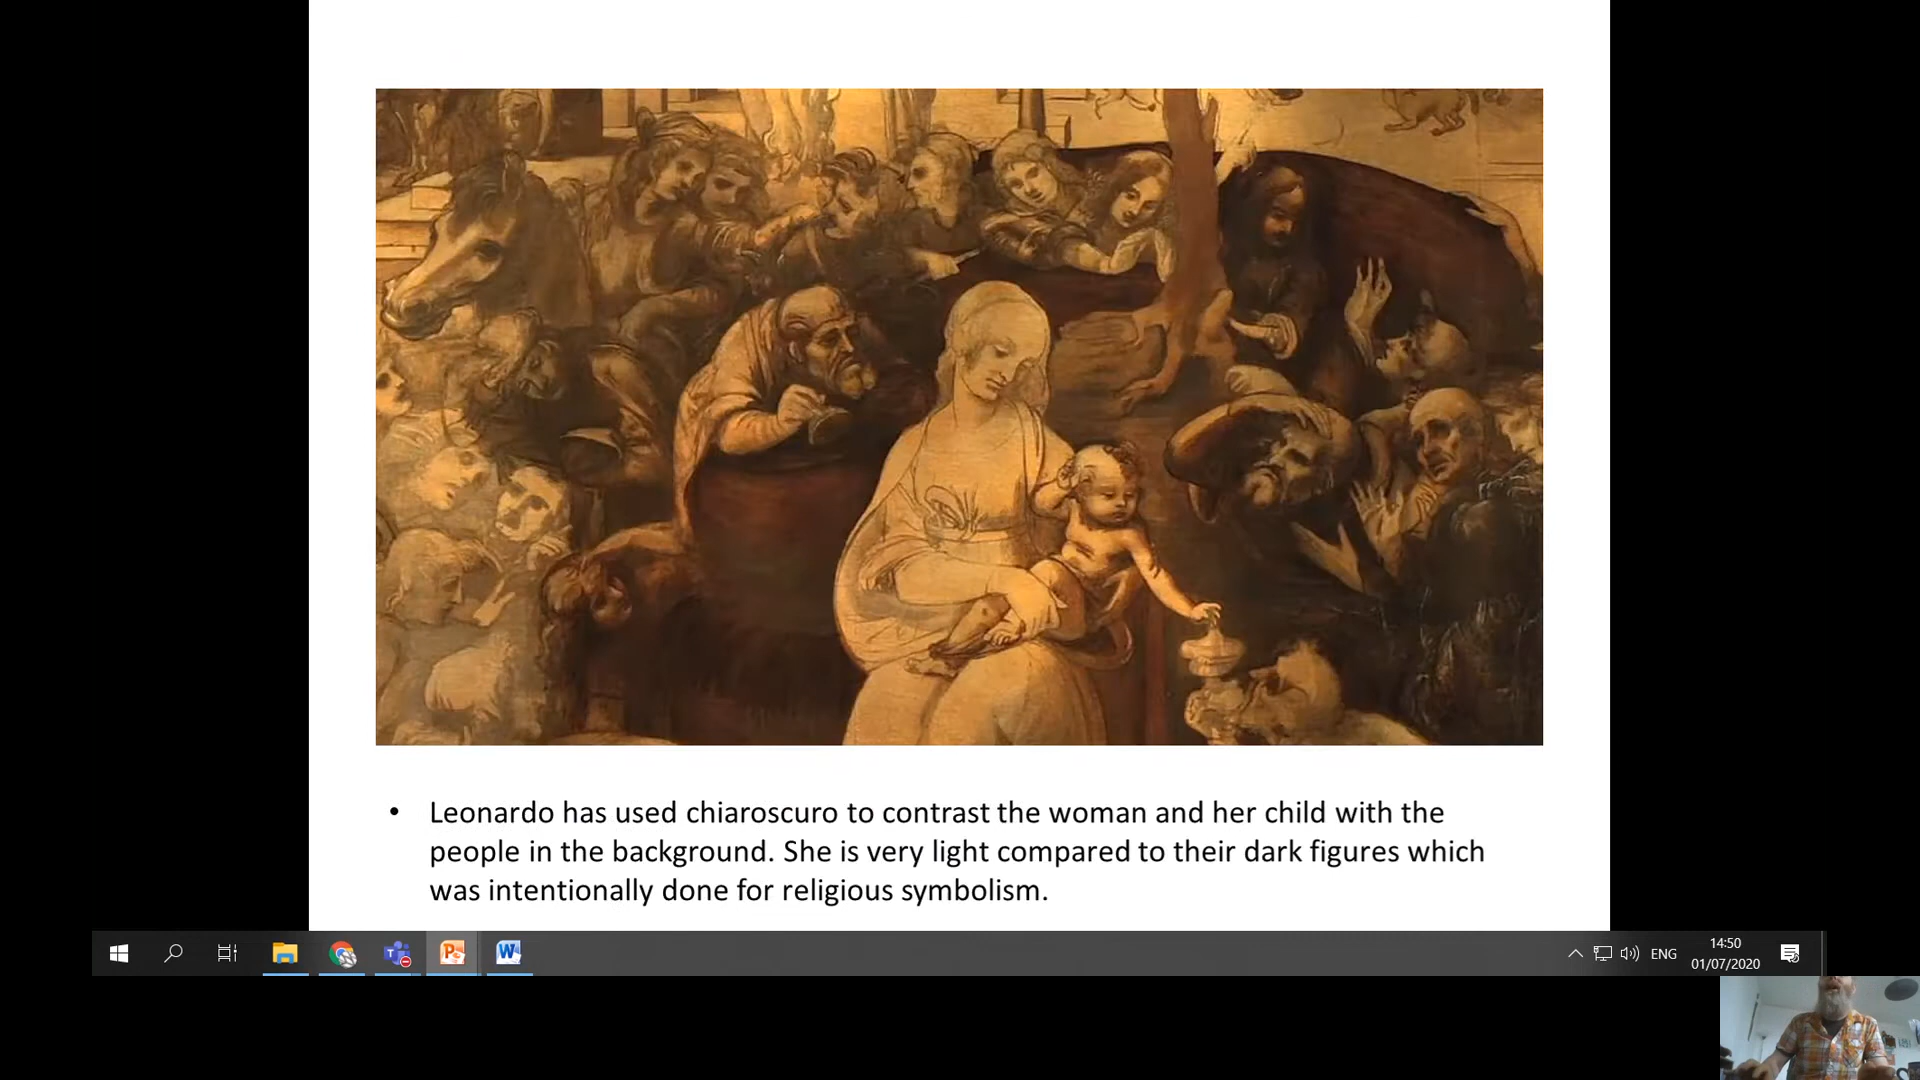 • Leonardo has used chiaroscuro to contrast the woman and her child with the
people in the background. She is very light compared to their dark figures which
was intentionally done for religious symbolism.
ENG
14:50
01/07/2020